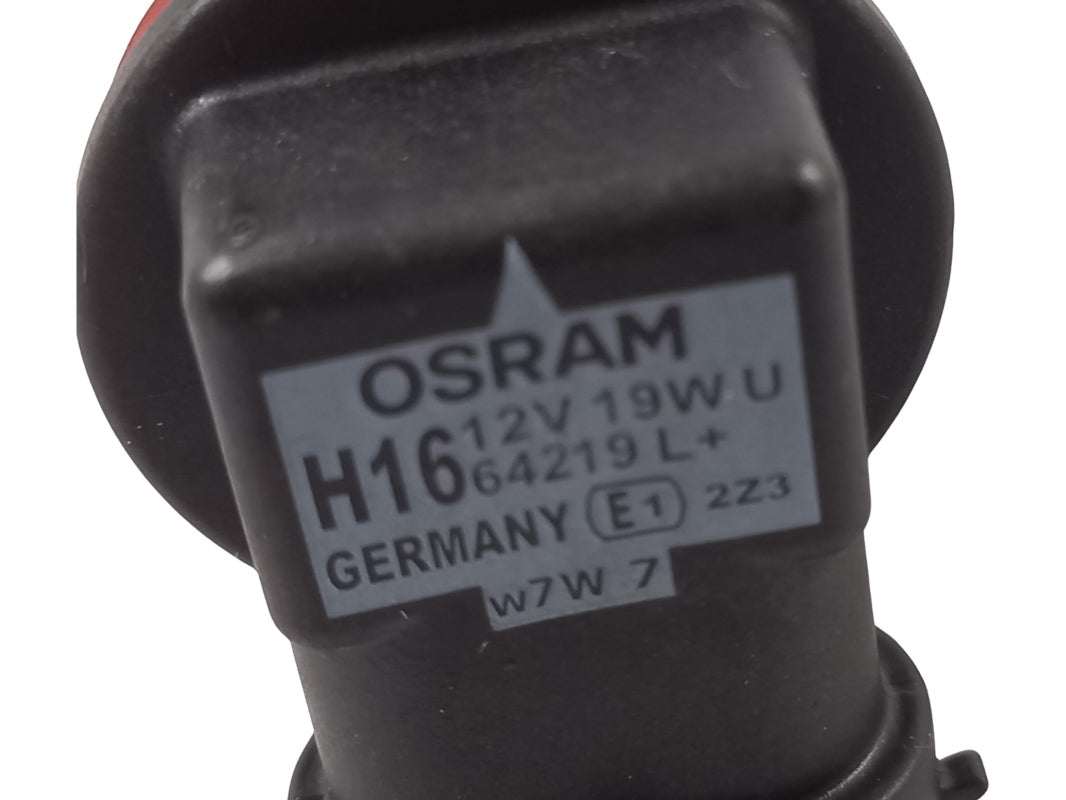 OSRAM
H16 12V 19W U
64219 L+
GERMANY E1 2Z3
W7W 7